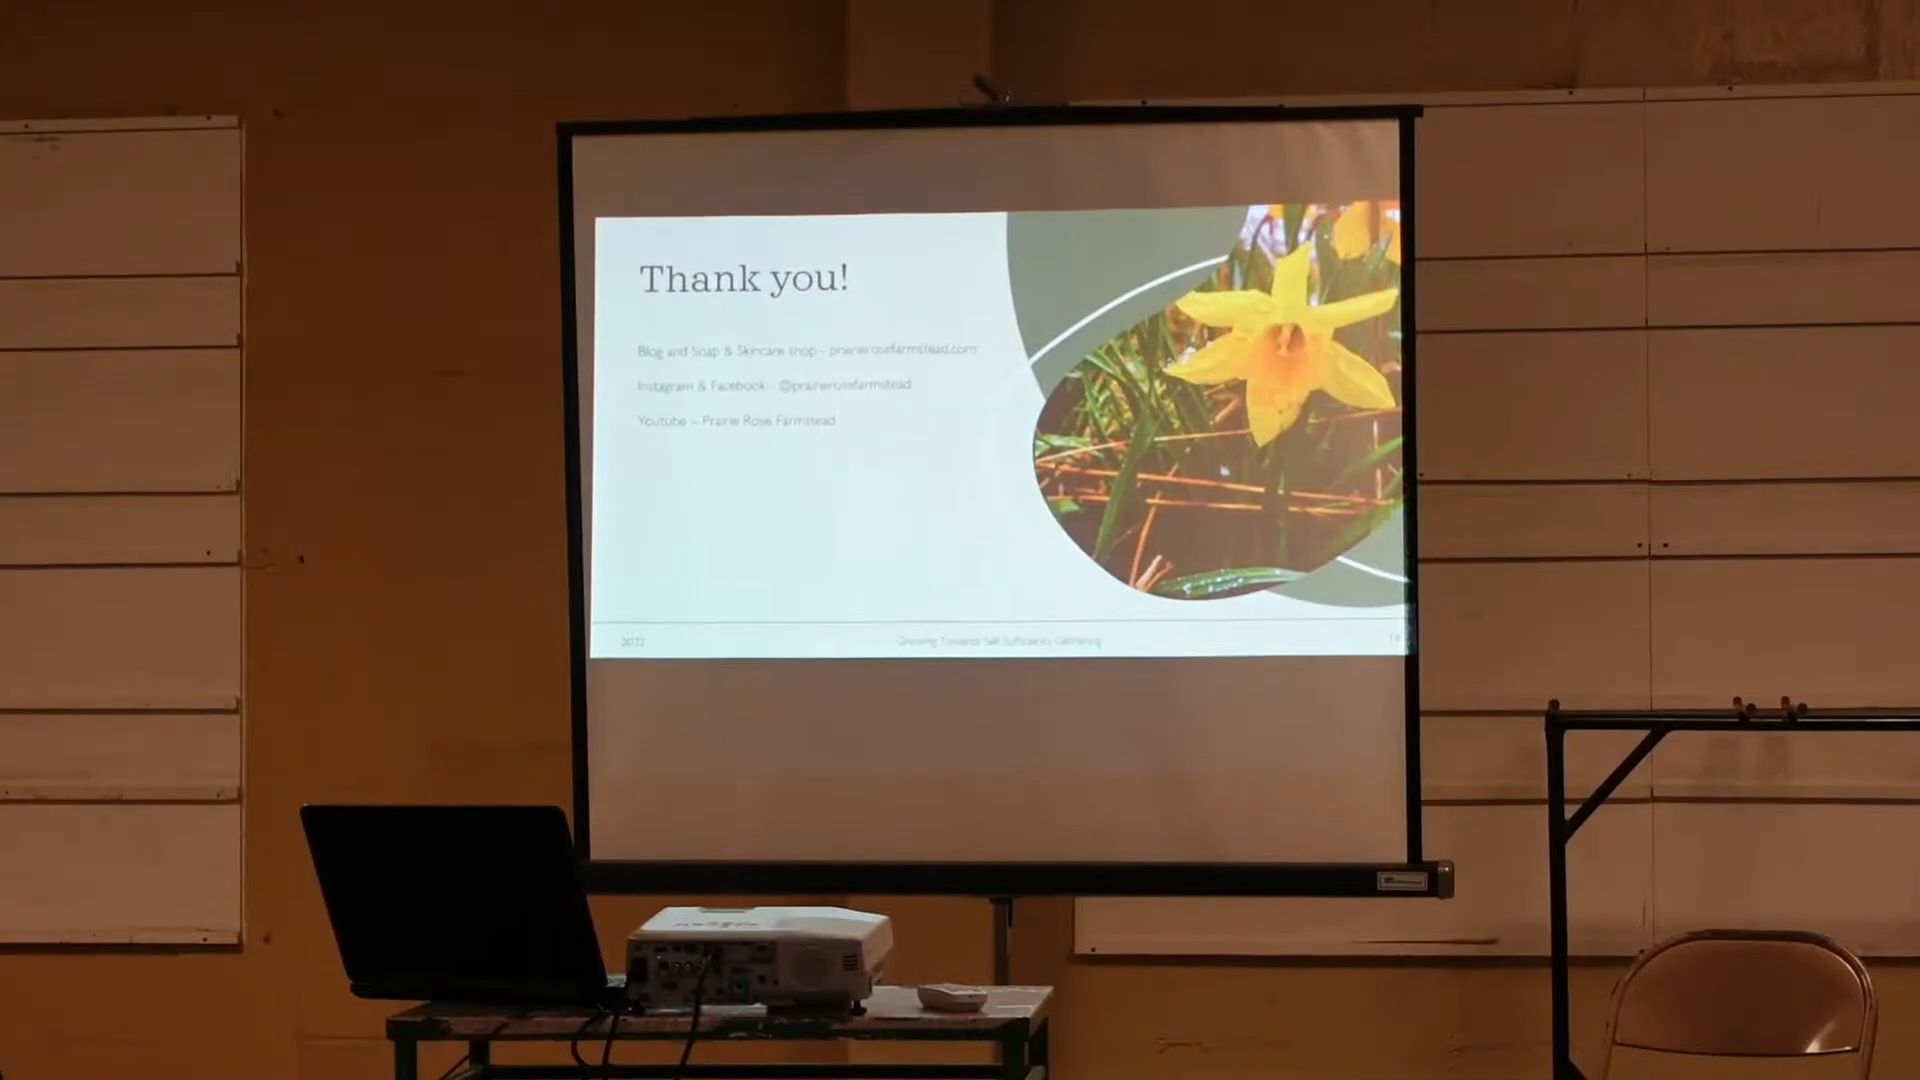 Thank you!
Blog and Soap & Skincare shop - prairierosefarmstead.com
Instagram & Facebook - @prairierosefarmstead
Youtube – Prairie Rose Farmstead
2022 Growing Towards Self Sufficiency Gathering